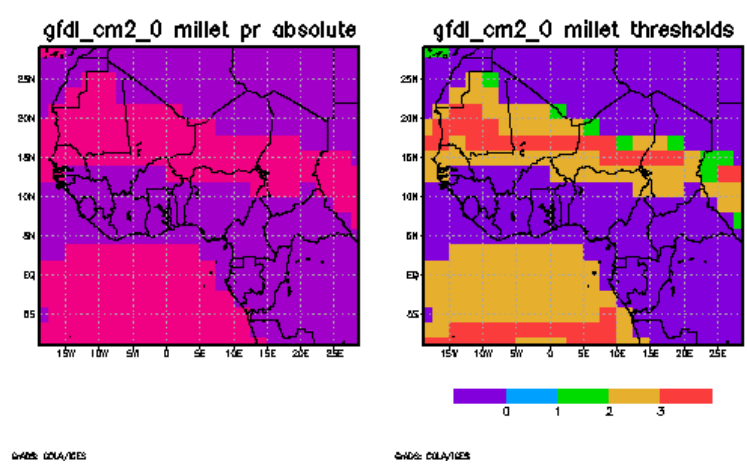 gfdl_cm2_0 millet pr absolute
gfdl_cm2_0 millet thresholds
25N
20N
15N
10N
5N
EQ
5S
15W 10W 5W 0 5E 10E 15E 20E 25E
25N
20N
15N
10N
5N
EQ
5S
15W 10W 5W 0 5E 10E 15E 20E 25E
0 1 2 3
GrADS: COLA/IGES
GrADS: COLA/IGES